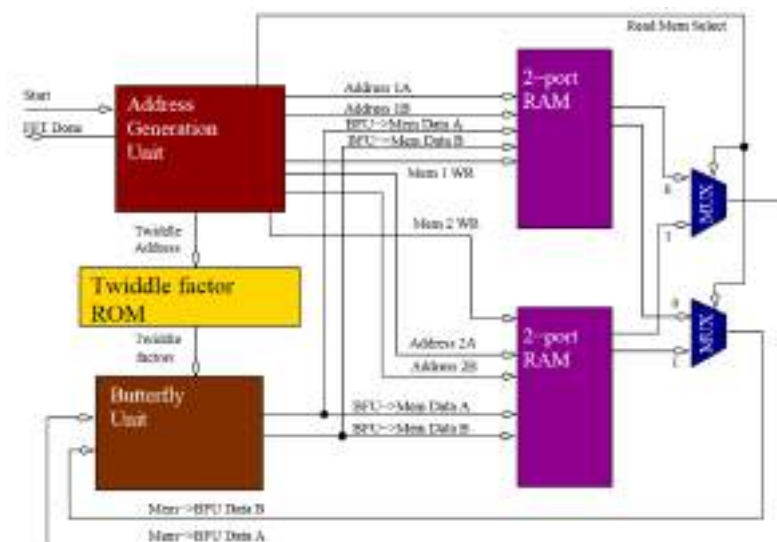 Read Mem Select
Start
FFT Done
Address
Generation
Unit
Address 1A
Address 1B
BFU->Mem Data A
BFU->Mem Data B
Mem 1 WR
Mem 2 WR
2-port
RAM
0
MUX
1
Twiddle
Address
Twiddle factor
ROM
Twiddle
factors
Address 2A
Address 2B
2-port
RAM
0
MUX
1
Butterfly
Unit
BFU->Mem Data A
BFU->Mem Data B
Mem->BFU Data B
Mem->BFU Data A